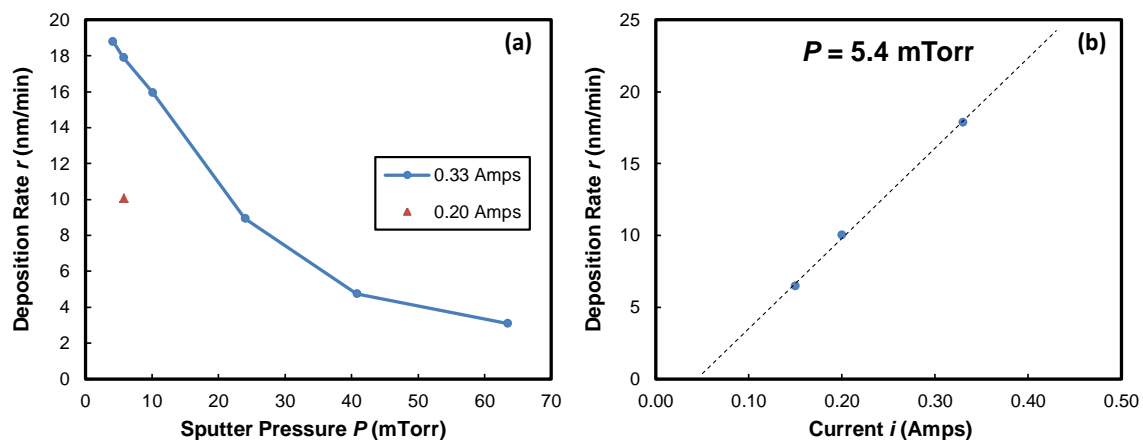 20
18
16
14
12
10
8
6
4
2
0
0 10 20 30 40 50 60 70
Deposition Rate r (nm/min)
Sputter Pressure P (mTorr)
(a)
0.33 Amps
0.20 Amps
25
20
15
10
5
0
0.00 0.10 0.20 0.30 0.40 0.50
Deposition Rate r (nm/min)
Current i (Amps)
P = 5.4 mTorr
(b)